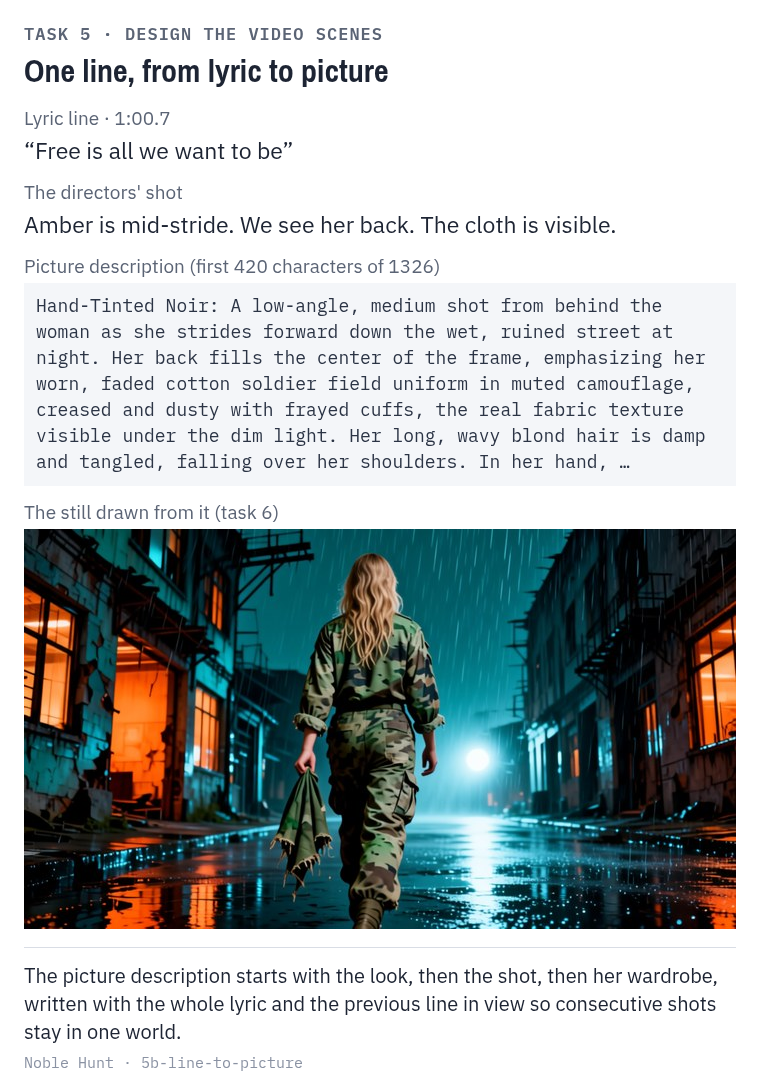 TASK 5 · DESIGN THE VIDEO SCENES
One line, from lyric to picture
Lyric line · 1:00.7
“Free is all we want to be”
The directors' shot
Amber is mid-stride. We see her back. The cloth is visible.
Picture description (first 420 characters of 1326)
Hand-Tinted Noir: A low-angle, medium shot from behind the
woman as she strides forward down the wet, ruined street at
night. Her back fills the center of the frame, emphasizing her
worn, faded cotton soldier field uniform in muted camouflage,
creased and dusty with frayed cuffs, the real fabric texture
visible under the dim light. Her long, wavy blond hair is damp
and tangled, falling over her shoulders. In her hand, …
The still drawn from it (task 6)
The picture description starts with the look, then the shot, then her wardrobe,
written with the whole lyric and the previous line in view so consecutive shots
stay in one world.
Noble Hunt · 5b-line-to-picture